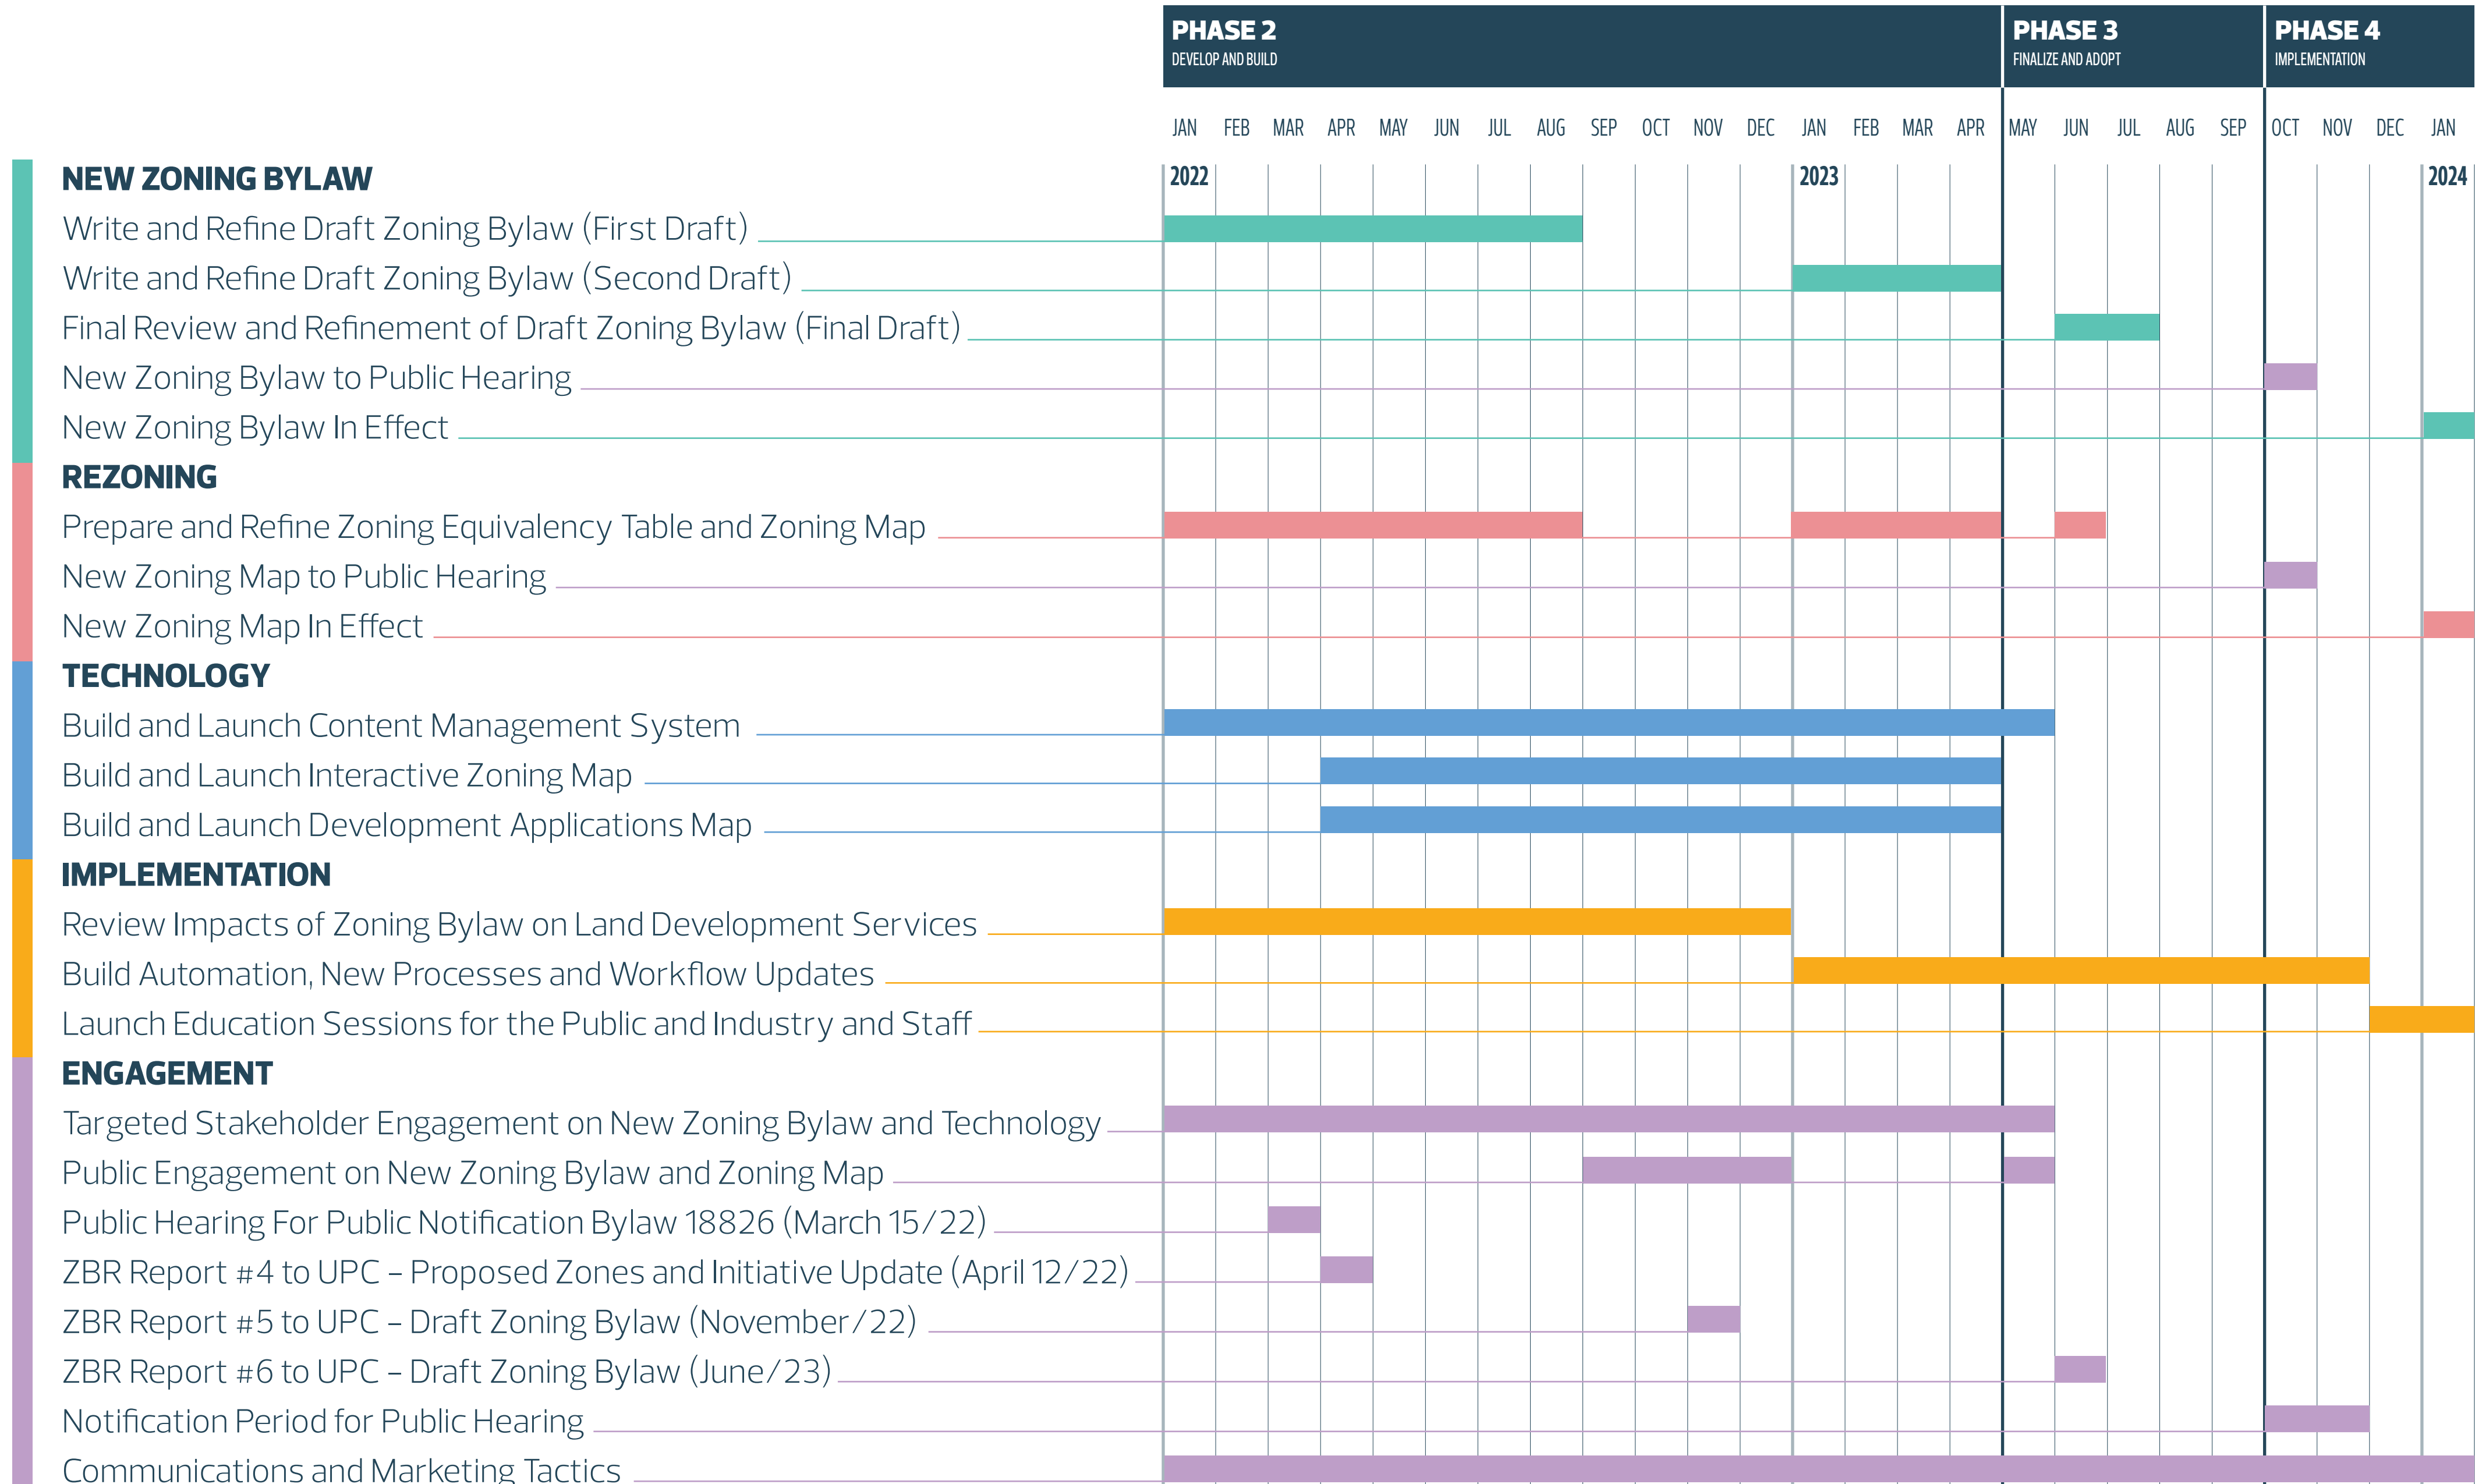 PHASE 2
DEVELOP AND BUILD
PHASE 3
FINALIZE AND ADOPT
PHASE 4
IMPLEMENTATION
JAN FEB MAR APR MAY JUN JUL AUG SEP OCT NOV DEC JAN FEB MAR APR MAY JUN JUL AUG SEP OCT NOV DEC JAN
2022 2023 2024
NEW ZONING BYLAW
Write and Refine Draft Zoning Bylaw (First Draft)
Write and Refine Draft Zoning Bylaw (Second Draft)
Final Review and Refinement of Draft Zoning Bylaw (Final Draft)
New Zoning Bylaw to Public Hearing
New Zoning Bylaw In Effect
REZONING
Prepare and Refine Zoning Equivalency Table and Zoning Map
New Zoning Map to Public Hearing
New Zoning Map In Effect
TECHNOLOGY
Build and Launch Content Management System
Build and Launch Interactive Zoning Map
Build and Launch Development Applications Map
IMPLEMENTATION
Review Impacts of Zoning Bylaw on Land Development Services
Build Automation, New Processes and Workflow Updates
Launch Education Sessions for the Public and Industry and Staff
ENGAGEMENT
Targeted Stakeholder Engagement on New Zoning Bylaw and Technology
Public Engagement on New Zoning Bylaw and Zoning Map
Public Hearing For Public Notification Bylaw 18826 (March 15/22)
ZBR Report #4 to UPC – Proposed Zones and Initiative Update (April 12/22)
ZBR Report #5 to UPC – Draft Zoning Bylaw (November/22)
ZBR Report #6 to UPC – Draft Zoning Bylaw (June/23)
Notification Period for Public Hearing
Communications and Marketing Tactics